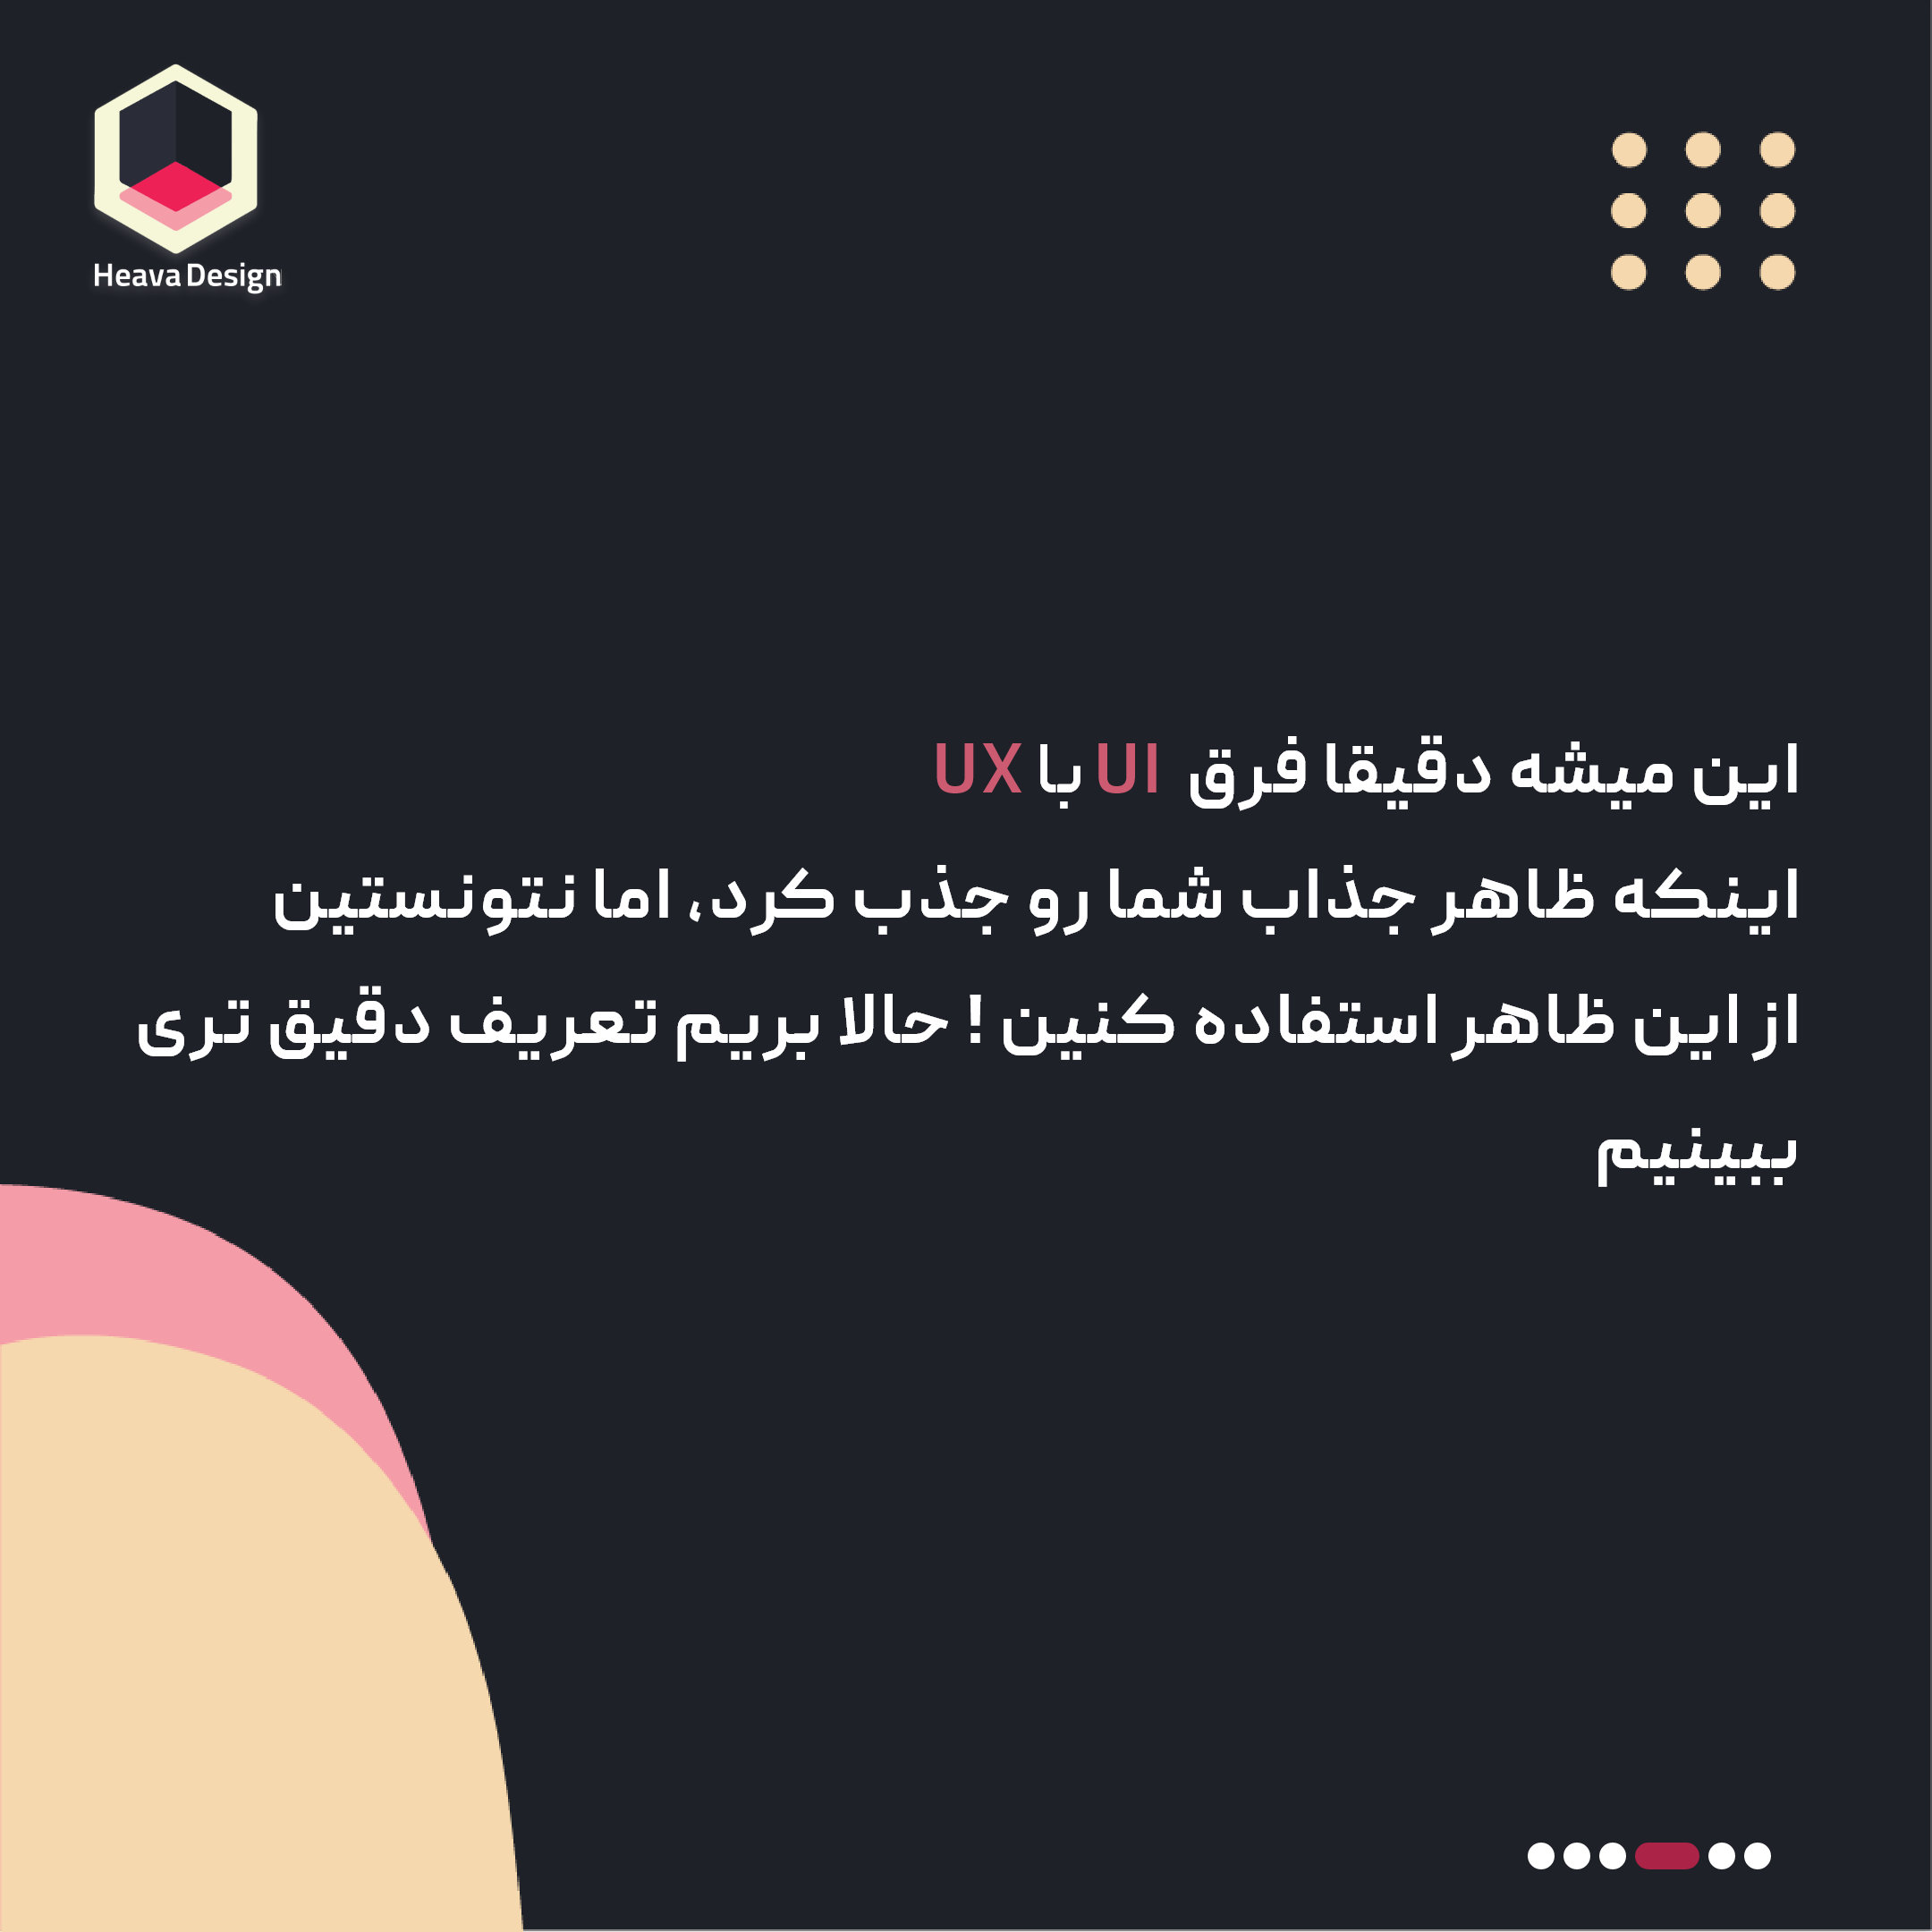 Heava Design
این میشه دقیقا فرق UI با UX
اینکه ظاهر جذاب شما رو جذب کرد، اما نتونستین
از این ظاهر استفاده کنین ! حالا بریم تعریف دقیق تری
ببینیم